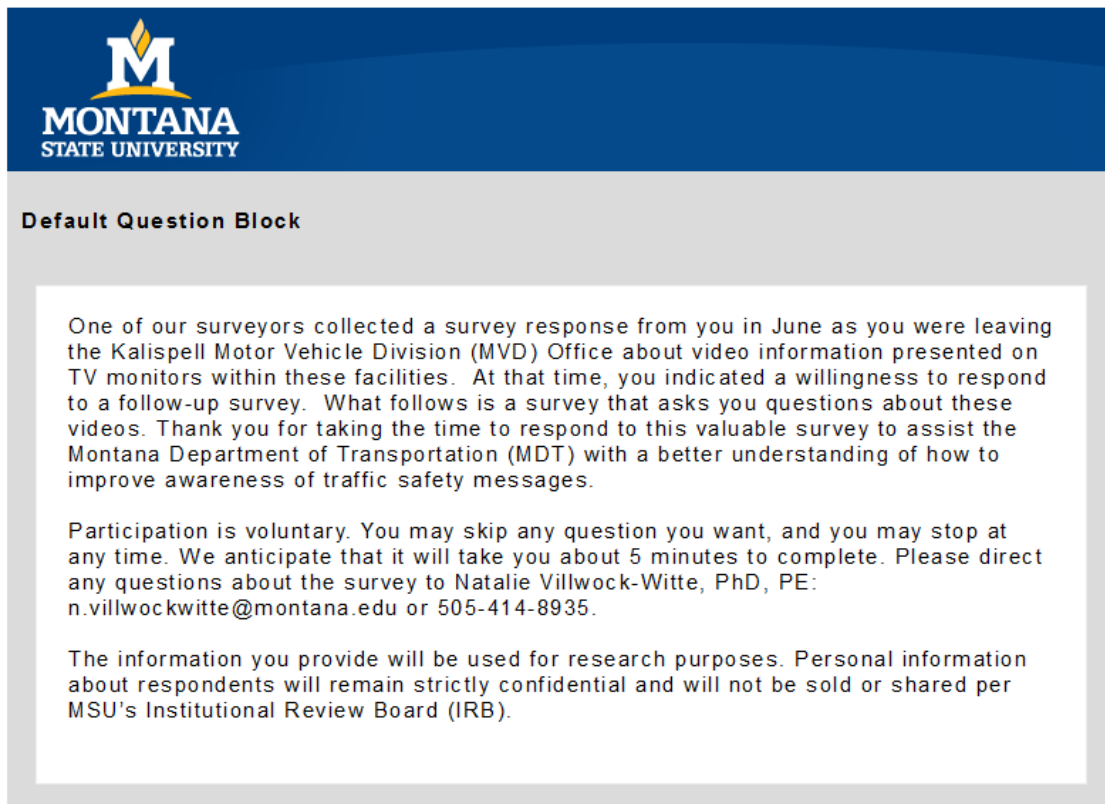 M
MONTANA
STATE UNIVERSITY
Default Question Block
One of our surveyors collected a survey response from you in June as you were leaving
the Kalispell Motor Vehicle Division (MVD) Office about video information presented on
TV monitors within these facilities.  At that time, you indicated a willingness to respond
to a follow-up survey.  What follows is a survey that asks you questions about these
videos. Thank you for taking the time to respond to this valuable survey to assist the
Montana Department of Transportation (MDT) with a better understanding of how to
improve awareness of traffic safety messages.
Participation is voluntary. You may skip any question you want, and you may stop at
any time. We anticipate that it will take you about 5 minutes to complete. Please direct
any questions about the survey to Natalie Villwock-Witte, PhD, PE:
n.villwockwitte@montana.edu or 505-414-8935.
The information you provide will be used for research purposes. Personal information
about respondents will remain strictly confidential and will not be sold or shared per
MSU's Institutional Review Board (IRB).